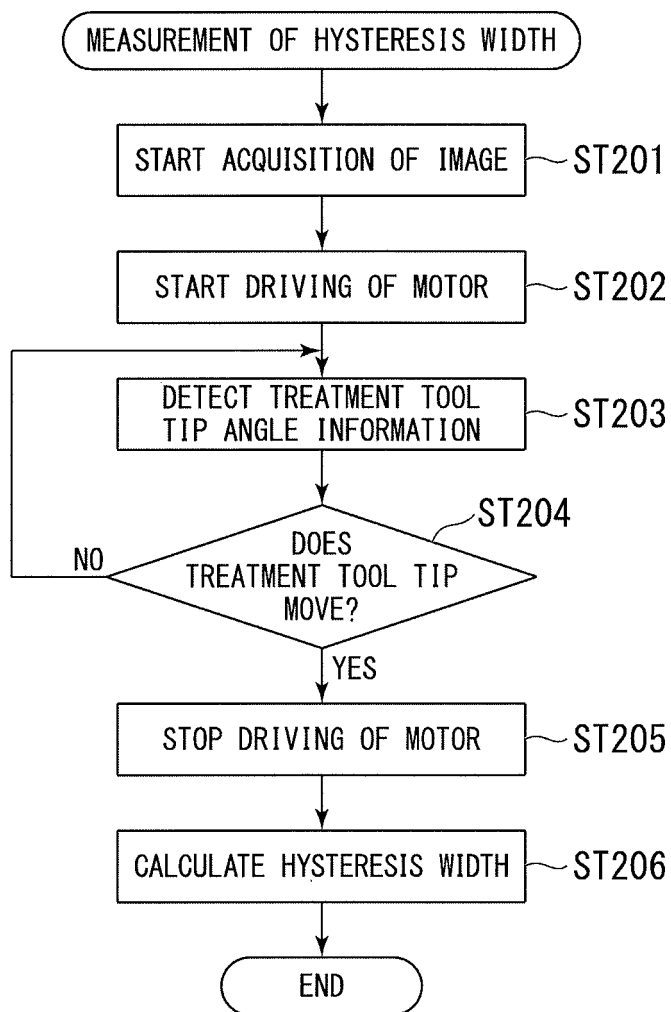 MEASUREMENT OF HYSTERESIS WIDTH
START ACQUISITION OF IMAGE
ST201
START DRIVING OF MOTOR
ST202
DETECT TREATMENT TOOL
TIP ANGLE INFORMATION
ST203
ST204
DOES
TREATMENT TOOL TIP
MOVE?
NO
YES
STOP DRIVING OF MOTOR
ST205
CALCULATE HYSTERESIS WIDTH
ST206
END